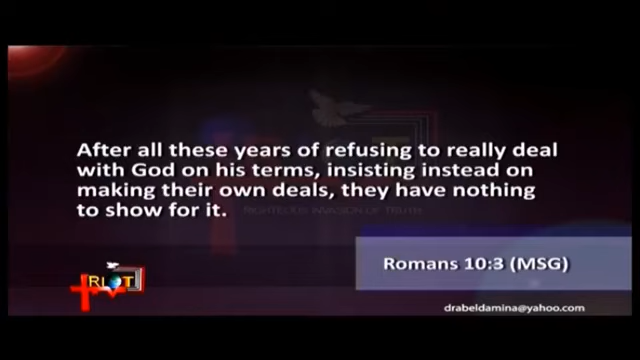 After all these years of refusing to really deal
with God on his terms, insisting instead on
making their own deals, they have nothing
to show for it.
RIGHTEOUS INVASION OF TRUTH
Romans 10:3 (MSG)
RIOT
TV
drabeldamina@yahoo.com